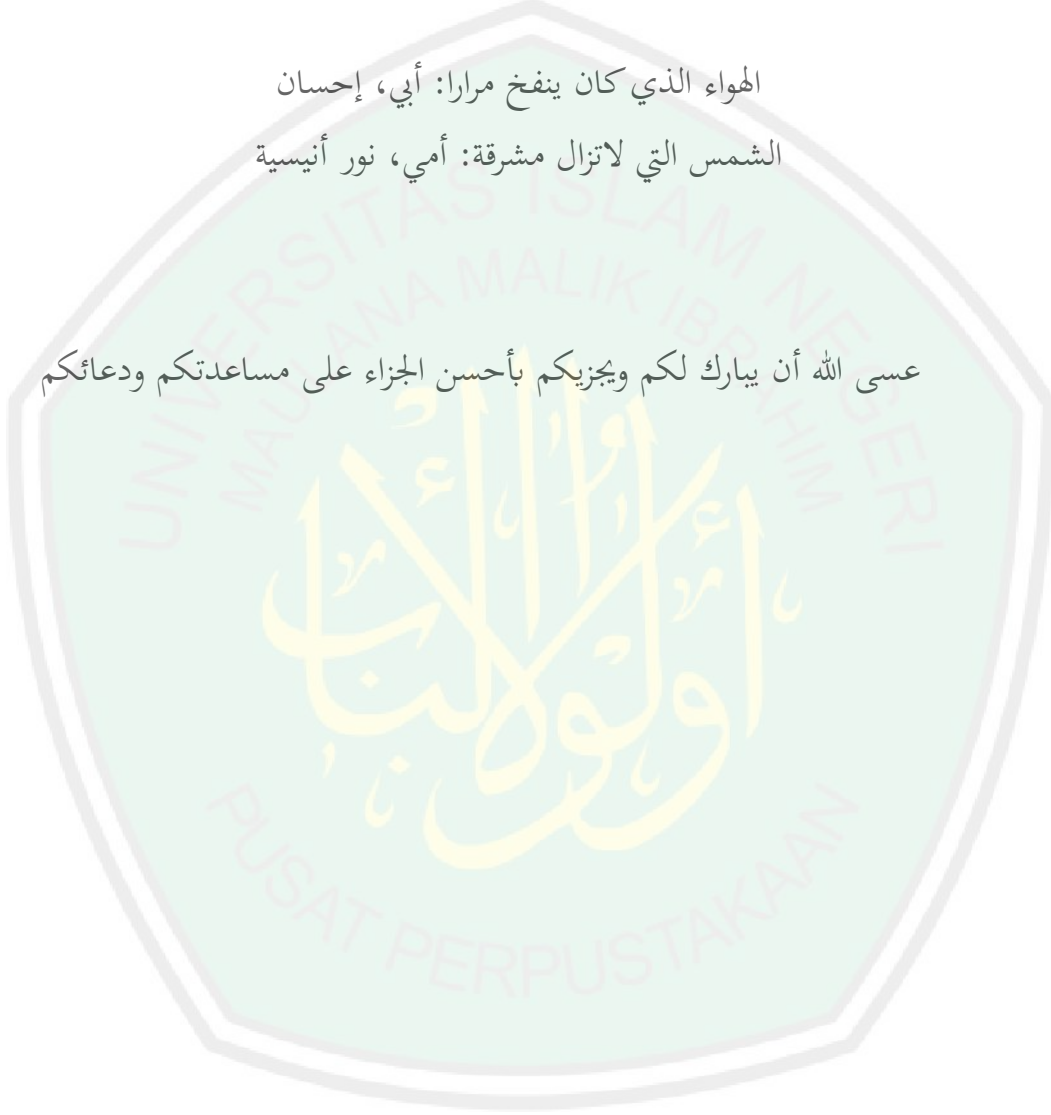 الهواء الذي كان ينفخ مرارا: أبي، إحسان
الشمس التي لاتزال مشرقة: أمي، نور أنيسية
عسى الله أن يبارك لكم ويجزيكم بأحسن الجزاء على مساعدتكم ودعائكم
UNIVERSITAS ISLAM NEGERI
MAULANA MALIK IBRAHIM
أولوا الألباب
PUSAT PERPUSTAKAAN